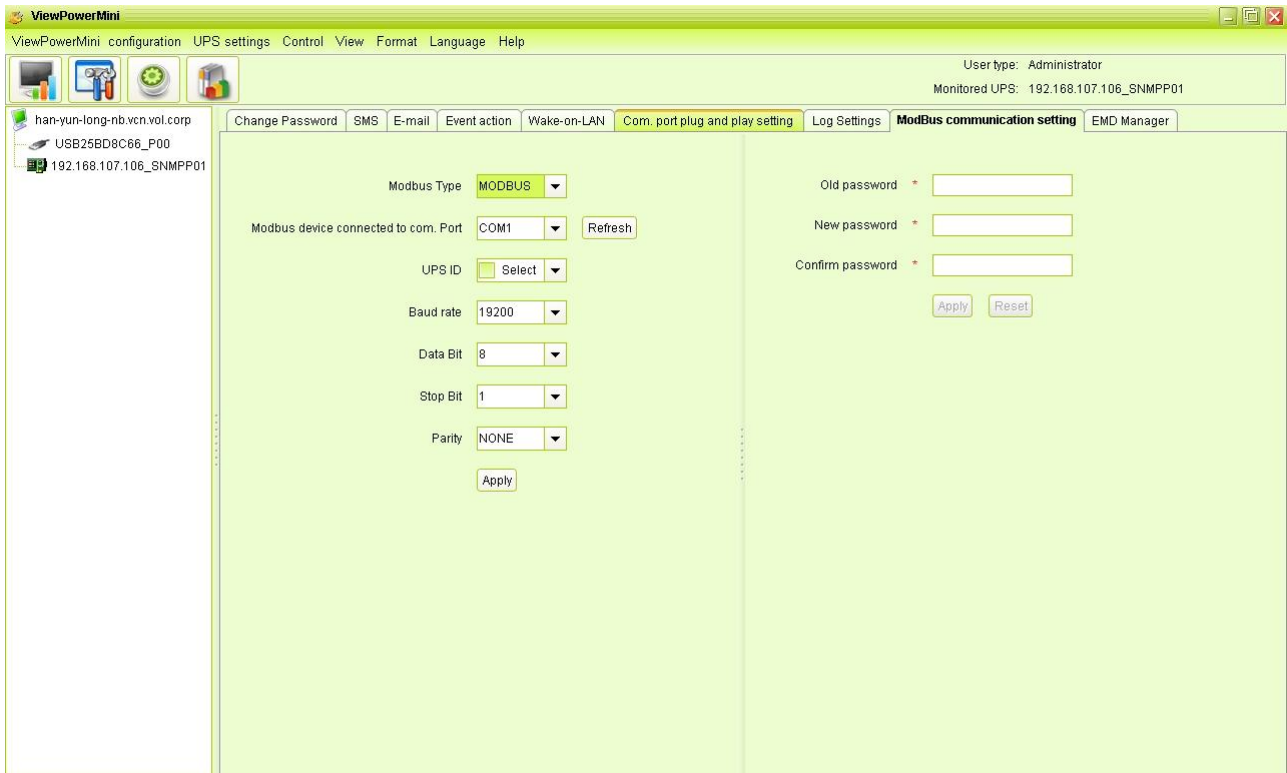 ViewPowerMini
ViewPowerMini configuration UPS settings Control View Format Language Help
User type: Administrator
Monitored UPS: 192.168.107.106_SNMPP01
han-yun-long-nb.vcn.vol.corp
USB25BD8C66_P00
192.168.107.106_SNMPP01
Change Password SMS E-mail Event action Wake-on-LAN Com. port plug and play setting Log Settings ModBus communication setting EMD Manager
Modbus Type MODBUS
Modbus device connected to com. Port COM1 Refresh
UPS ID Select
Baud rate 19200
Data Bit 8
Stop Bit 1
Parity NONE
Apply
Old password *
New password *
Confirm password *
Apply Reset